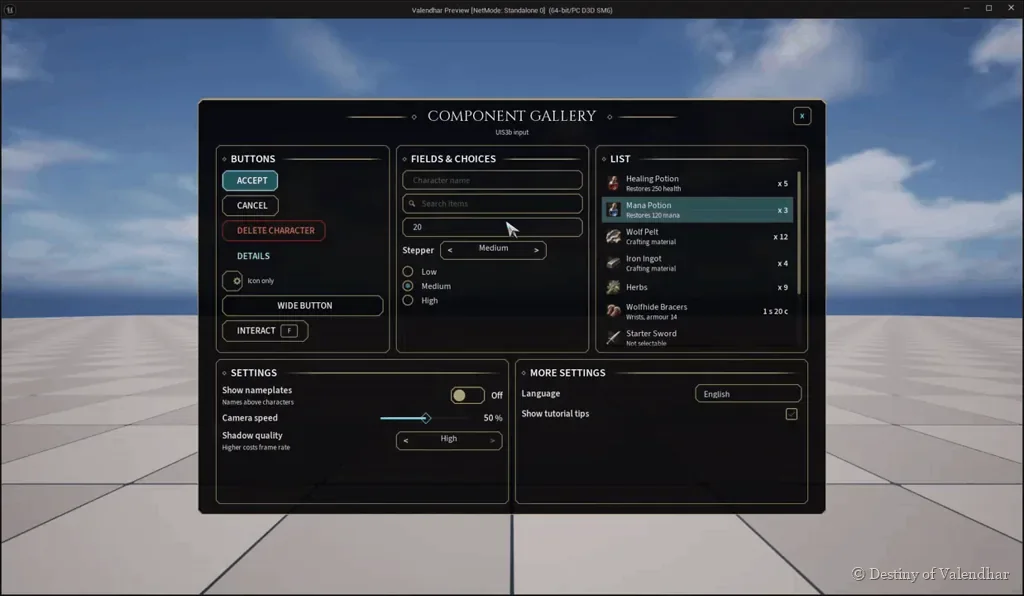 Valendhar Preview [NetMode: Standalone 0] (64-bit/PC D3D SM6)
COMPONENT GALLERY
UIS3b input
x
BUTTONS
ACCEPT
CANCEL
DELETE CHARACTER
DETAILS
Icon only
WIDE BUTTON
INTERACT F
FIELDS & CHOICES
Character name
Search items
20
Stepper < Medium >
Low
Medium
High
LIST
Healing Potion
Restores 250 health
x 5
Mana Potion
Restores 120 mana
x 3
Wolf Pelt
Crafting material
x 12
Iron Ingot
Crafting material
x 4
Herbs
x 9
Wolfhide Bracers
Wrists, armour 14
1 s 20 c
Starter Sword
Not selectable
SETTINGS
Show nameplates
Names above characters
Off
Camera speed
50 %
Shadow quality
Higher costs frame rate
< High >
MORE SETTINGS
Language
English
Show tutorial tips
© Destiny of Valendhar